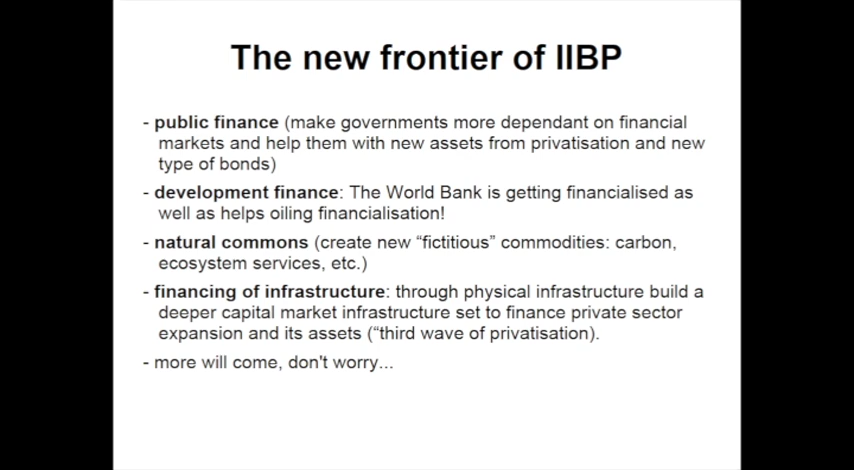 The new frontier of IIBP
- public finance (make governments more dependant on financial
markets and help them with new assets from privatisation and new
type of bonds)
- development finance: The World Bank is getting financialised as
well as helps oiling financialisation!
- natural commons (create new “fictitious” commodities: carbon,
ecosystem services, etc.)
- financing of infrastructure: through physical infrastructure build a
deeper capital market infrastructure set to finance private sector
expansion and its assets (“third wave of privatisation).
- more will come, don't worry...